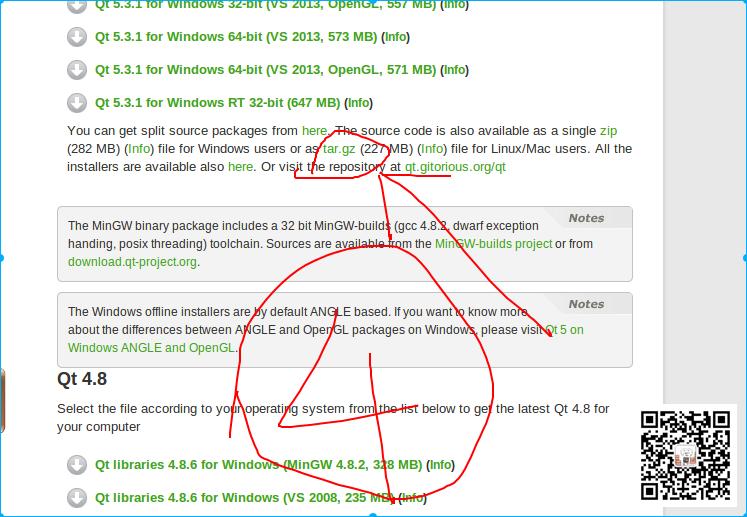 Qt 5.3.1 for Windows 32-bit (VS 2013, OpenGL, 557 MB) (Info)
Qt 5.3.1 for Windows 64-bit (VS 2013, 573 MB) (Info)
Qt 5.3.1 for Windows 64-bit (VS 2013, OpenGL, 571 MB) (Info)
Qt 5.3.1 for Windows RT 32-bit (647 MB) (Info)
You can get split source packages from here. The source code is also available as a single zip
(282 MB) (Info) file for Windows users or as tar.gz (227 MB) (Info) file for Linux/Mac users. All the
installers are available also here. Or visit the repository at qt.gitorious.org/qt
Notes
The MinGW binary package includes a 32 bit MinGW-builds (gcc 4.8.2, dwarf exception
handing, posix threading) toolchain. Sources are available from the MinGW-builds project or from
download.qt-project.org.
Notes
The Windows offline installers are by default ANGLE based. If you want to know more
about the differences between ANGLE and OpenGL packages on Windows, please visit Qt 5 on
Windows ANGLE and OpenGL.
Qt 4.8
Select the file according to your operating system from the list below to get the latest Qt 4.8 for
your computer
Qt libraries 4.8.6 for Windows (MinGW 4.8.2, 328 MB) (Info)
Qt libraries 4.8.6 for Windows (VS 2008, 235 MB) (Info)